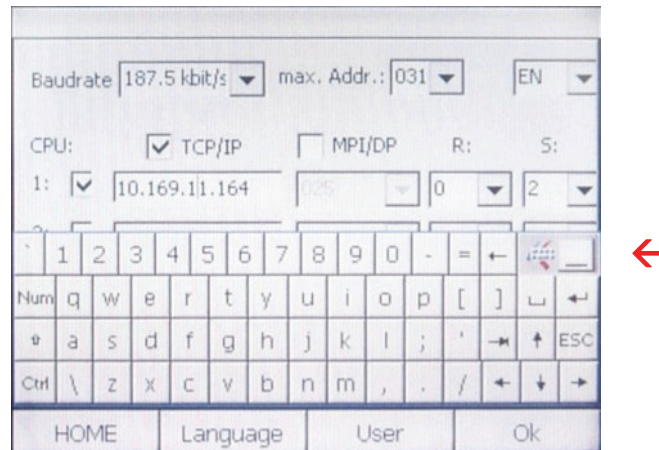 Baudrate 187.5 kbit/s max. Addr.: 031 EN
CPU: TCP/IP MPI/DP R: S:
1: 10.169.11.164 025 0 2
` 1 2 3 4 5 6 7 8 9 0 - = ←
Num q w e r t y u i o p [ ] ⎵ ↵
⇧ a s d f g h j k l ; ' ⇥ ↑ ESC
Ctrl \ z x c v b n m , . / ← ↓ →
HOME Language User Ok